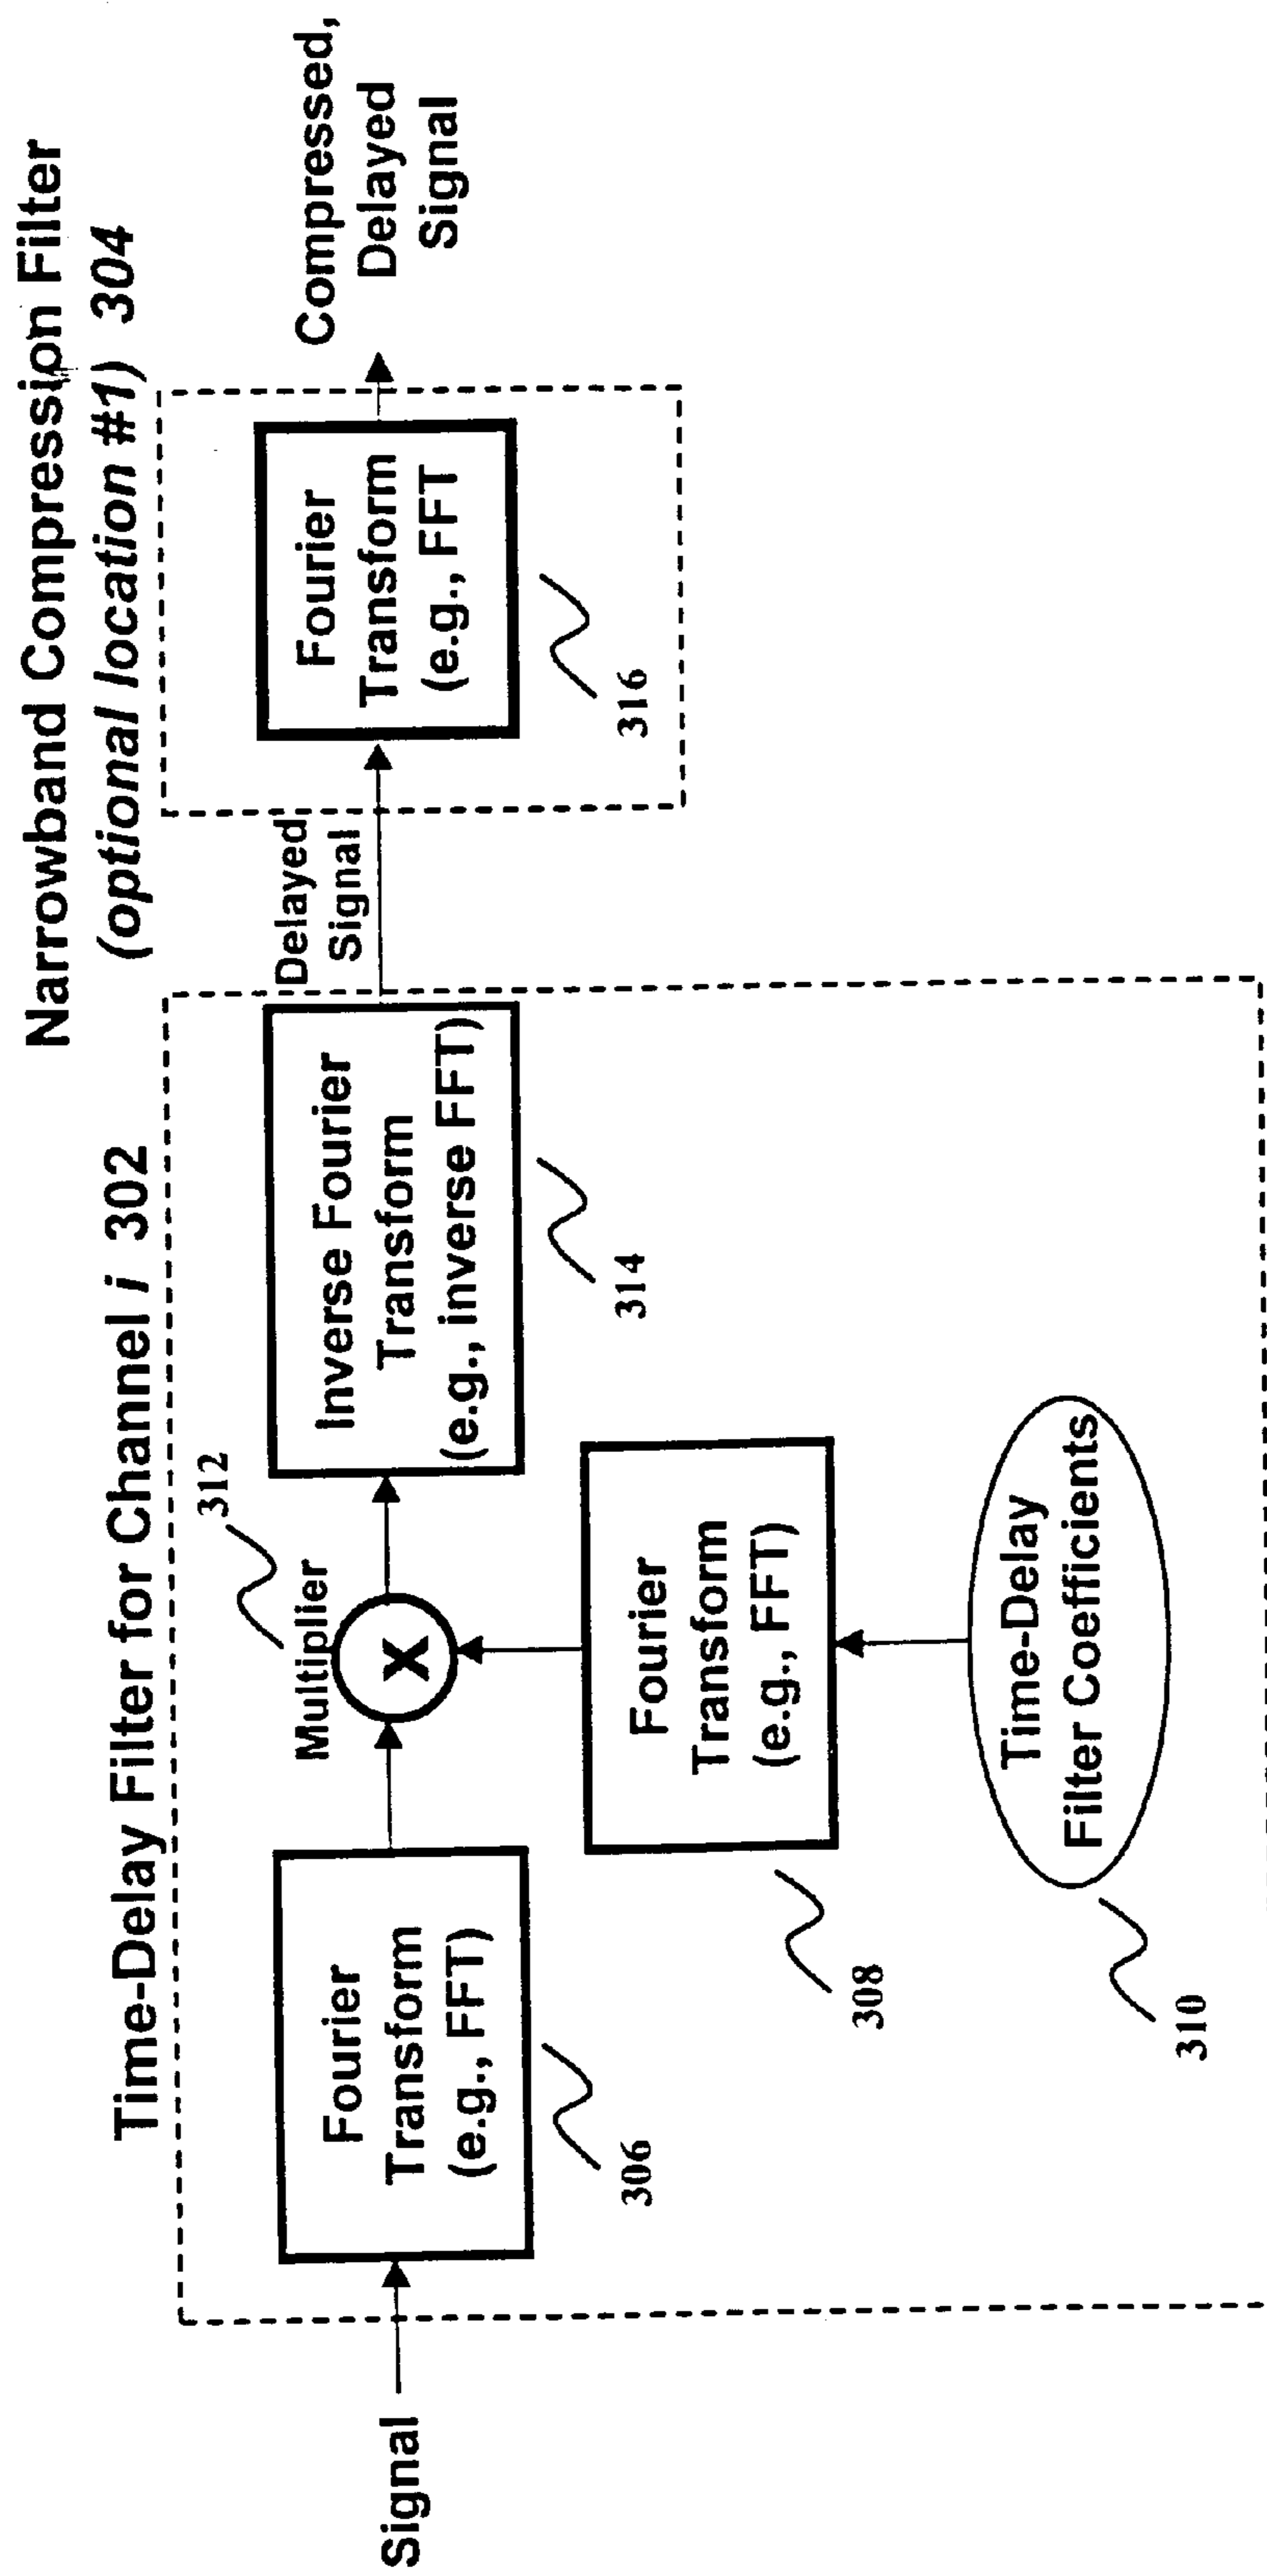 Narrowband Compression Filter
(optional location #1) 304
Time-Delay Filter for Channel i 302
312
Signal
Fourier
Transform
(e.g., FFT)
306
Multiplier
X
Inverse Fourier
Transform
(e.g., inverse FFT)
314
Delayed
Signal
Fourier
Transform
(e.g., FFT
316
Compressed,
Delayed
Signal
Fourier
Transform
(e.g., FFT)
308
Time-Delay
Filter Coefficients
310